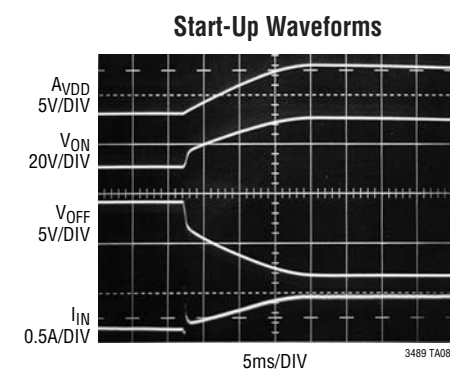 Start-Up Waveforms
AVDD
5V/DIV
VON
20V/DIV
VOFF
5V/DIV
IIN
0.5A/DIV
5ms/DIV
3489 TA08